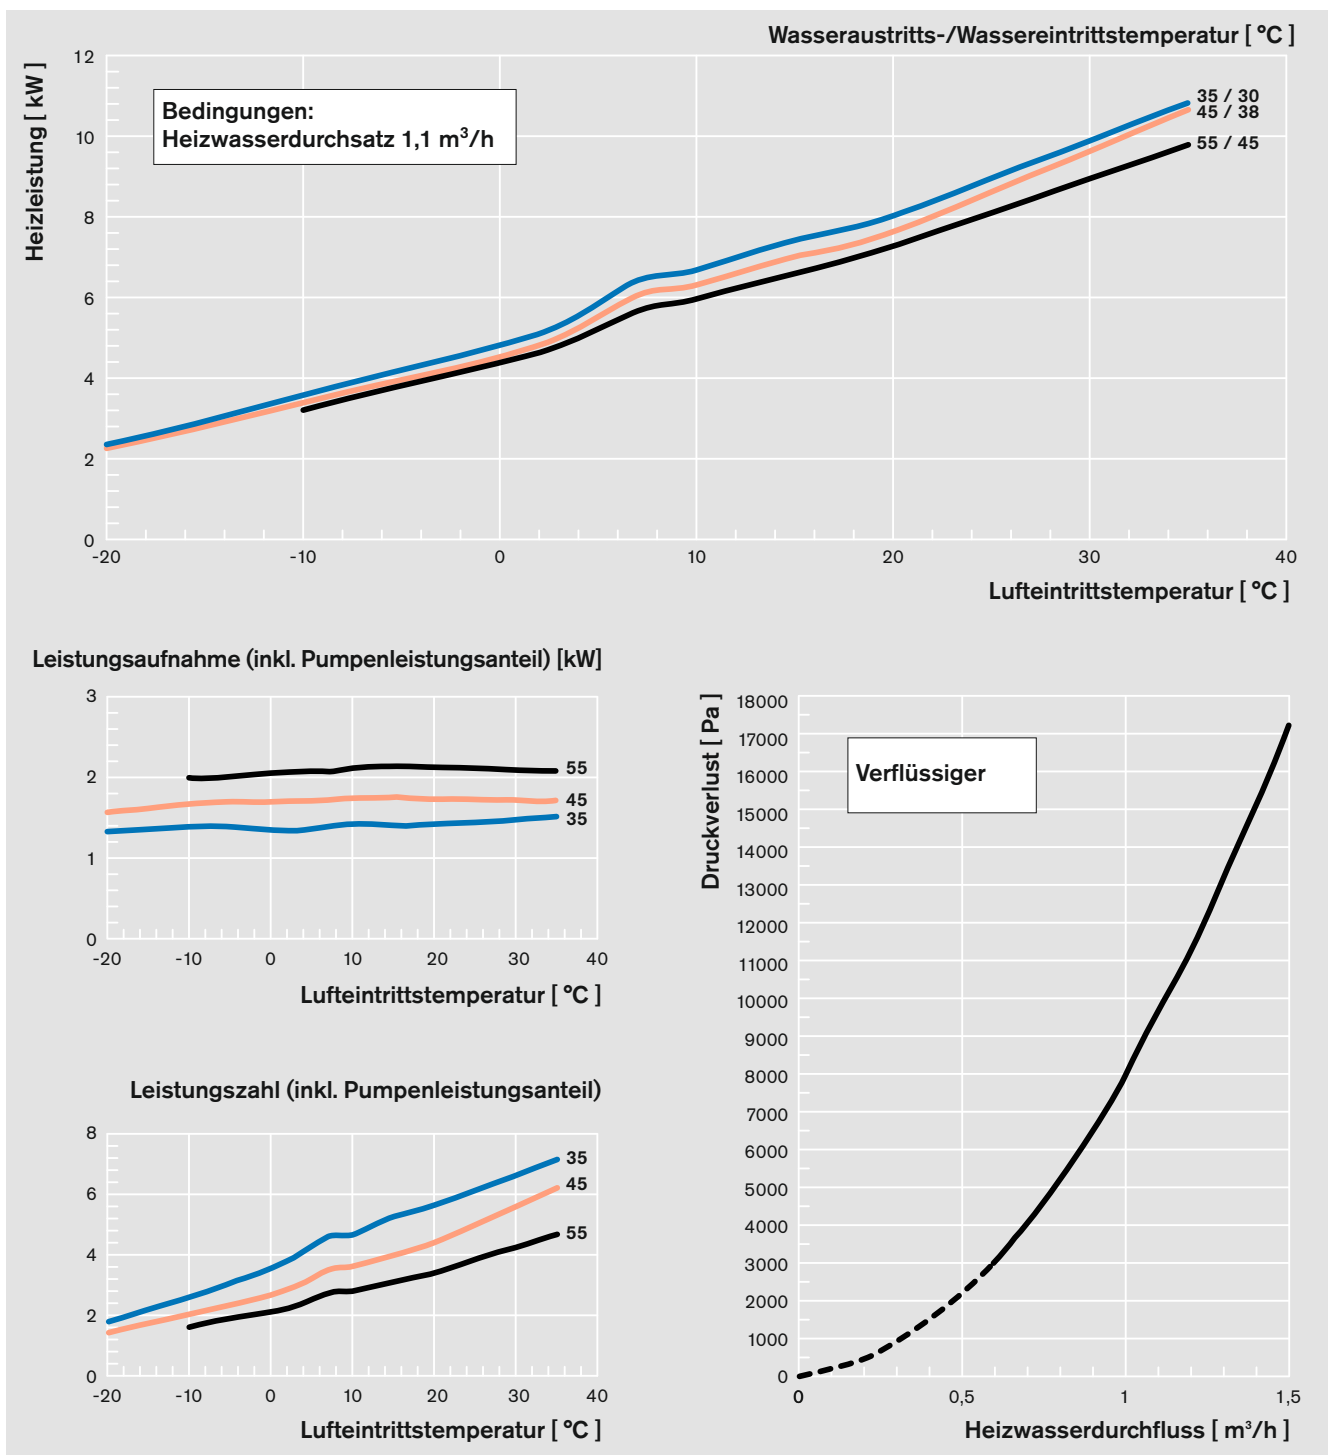 Wasseraustritts-/Wassereintrittstemperatur [ °C ]
Heizleistung [ kW ]
12
10
8
6
4
2
0
Bedingungen:
Heizwasserdurchsatz 1,1 m³/h
35 / 30
45 / 38
55 / 45
-20 -10 0 10 20 30 40
Lufteintrittstemperatur [ °C ]
Leistungsaufnahme (inkl. Pumpenleistungsanteil) [kW]
3
2
1
0
55
45
35
-20 -10 0 10 20 30 40
Lufteintrittstemperatur [ °C ]
Leistungszahl (inkl. Pumpenleistungsanteil)
8
6
4
2
0
35
45
55
-20 -10 0 10 20 30 40
Lufteintrittstemperatur [ °C ]
Druckverlust [ Pa ]
18000
17000
16000
15000
14000
13000
12000
11000
10000
9000
8000
7000
6000
5000
4000
3000
2000
1000
0
Verflüssiger
0 0,5 1 1,5
Heizwasserdurchfluss [ m³/h ]